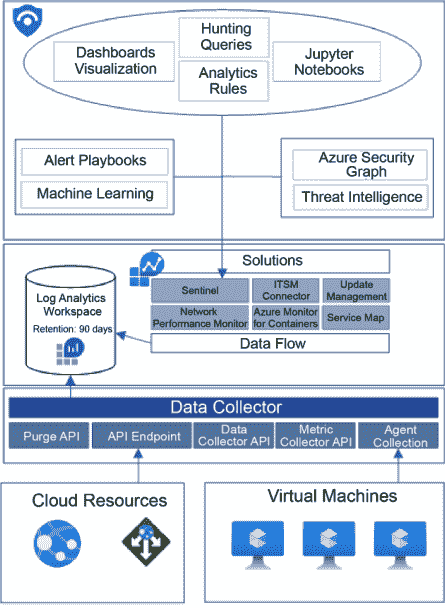 Hunting
Queries
Dashboards
Visualization
Jupyter
Notebooks
Analytics
Rules
Alert Playbooks
Machine Learning
Azure Security
Graph
Threat Intelligence
Solutions
Log Analytics
Workspace
Retention: 90 days
Sentinel
ITSM
Connector
Update
Management
Network
Performance Monitor
Azure Monitor
for Containers
Service Map
Data Flow
Data Collector
Purge API
API Endpoint
Data
Collector API
Metric
Collector API
Agent
Collection
Cloud Resources
Virtual Machines